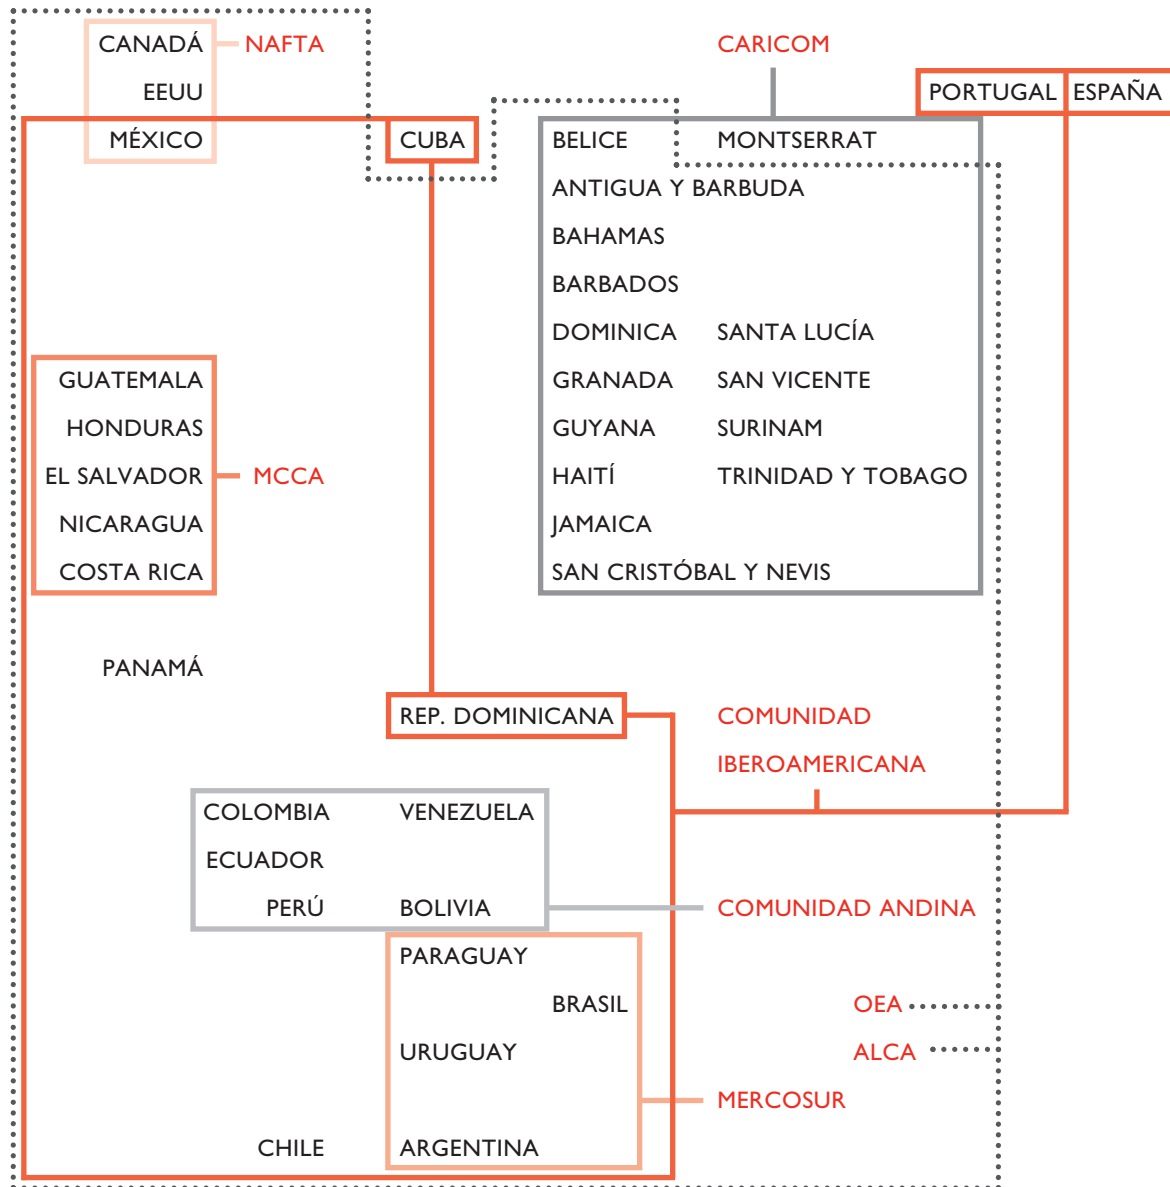 CANADÁ NAFTA CARICOM
EEUU PORTUGAL ESPAÑA
MÉXICO CUBA BELICE MONTSERRAT
ANTIGUA Y BARBUDA
BAHAMAS
BARBADOS
DOMINICA SANTA LUCÍA
GUATEMALA GRANADA SAN VICENTE
HONDURAS GUYANA SURINAM
EL SALVADOR MCCA HAITÍ TRINIDAD Y TOBAGO
NICARAGUA JAMAICA
COSTA RICA SAN CRISTÓBAL Y NEVIS
PANAMÁ
REP. DOMINICANA COMUNIDAD
IBEROAMERICANA
COLOMBIA VENEZUELA
ECUADOR
PERÚ BOLIVIA COMUNIDAD ANDINA
PARAGUAY
BRASIL OEA
URUGUAY ALCA
MERCOSUR
CHILE ARGENTINA